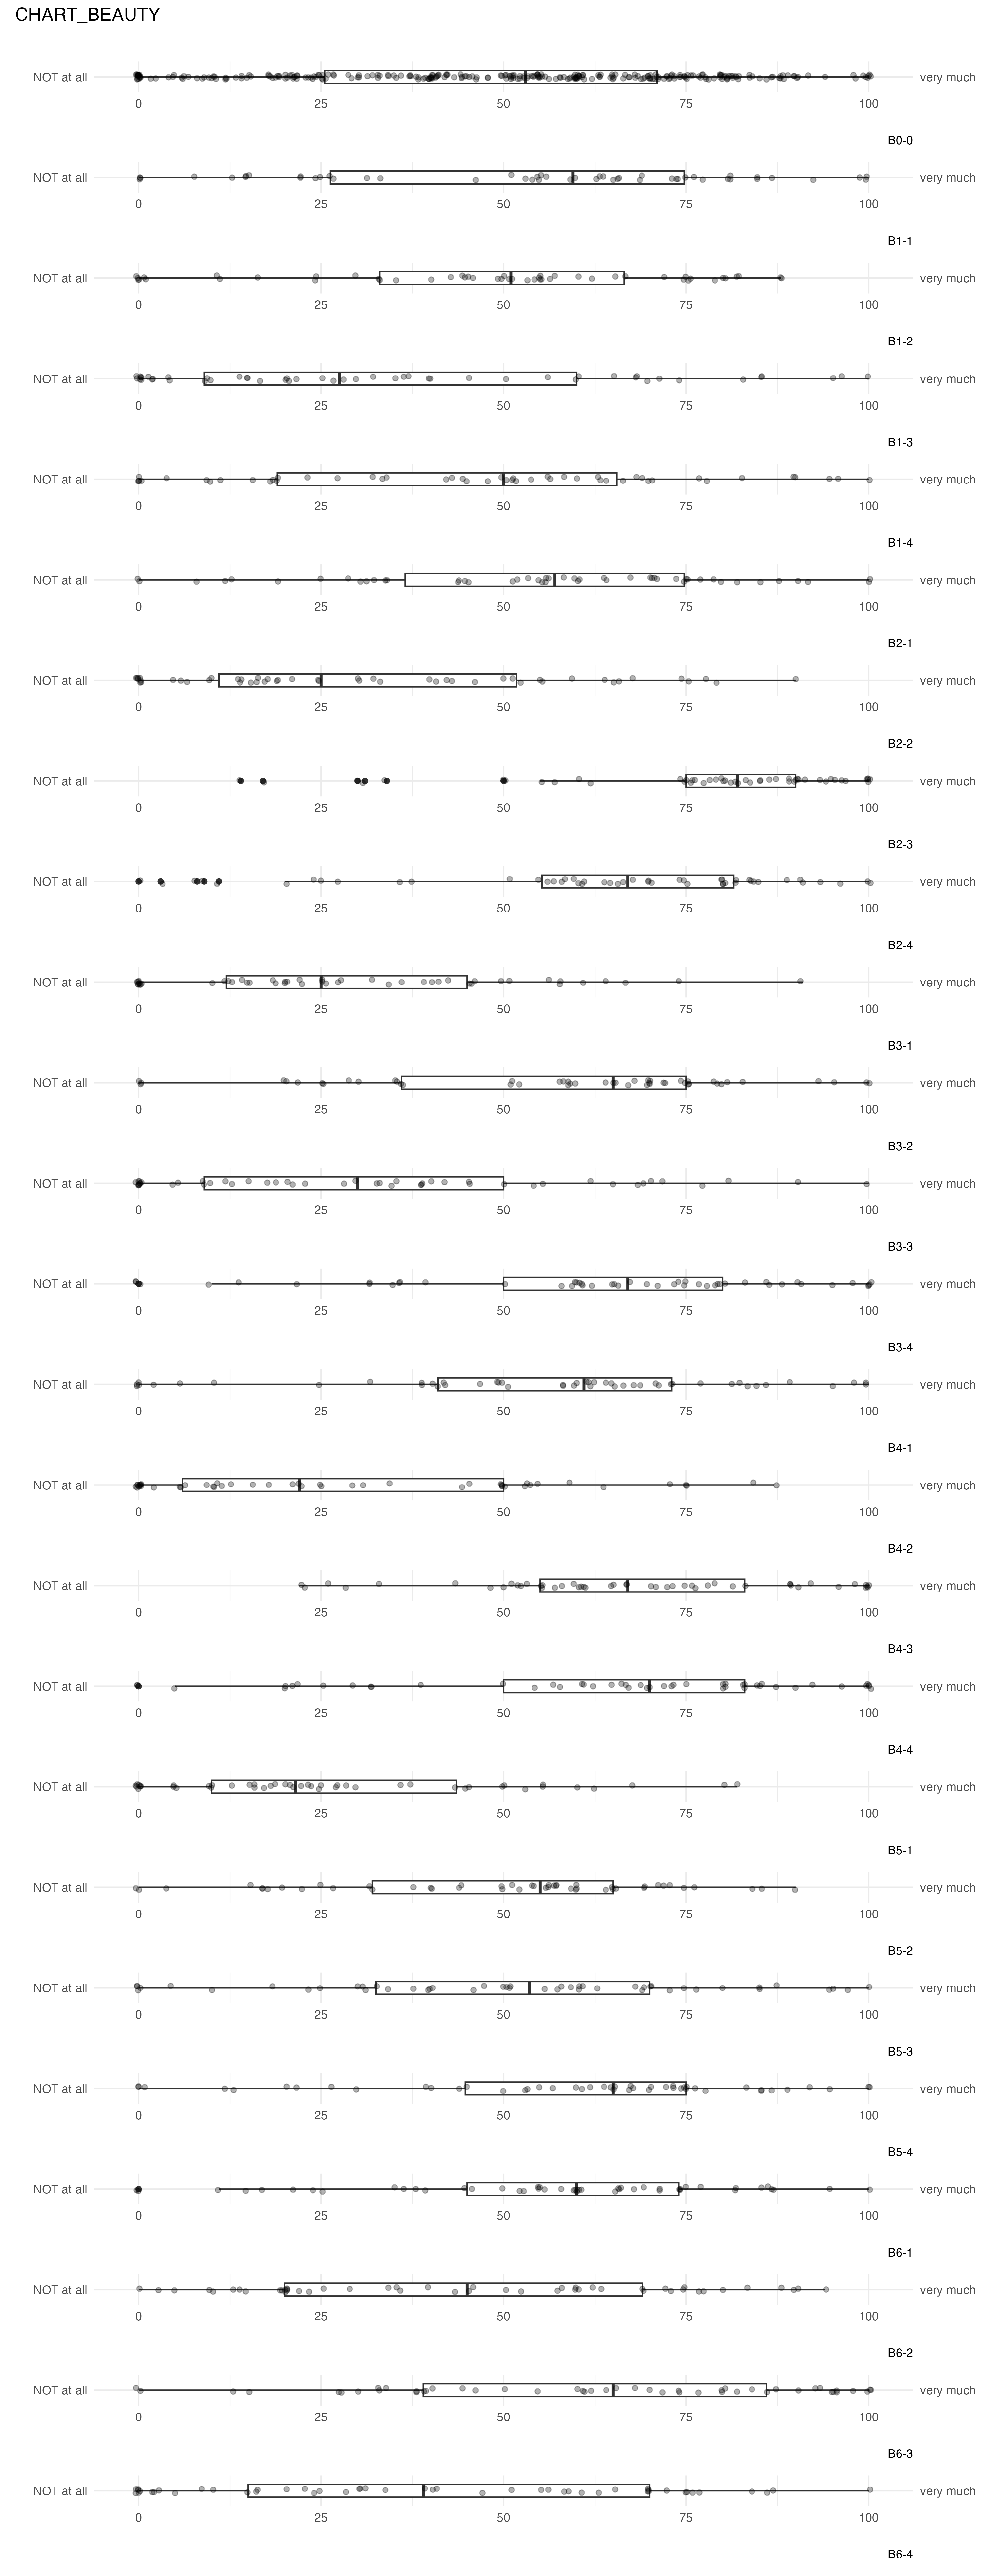 CHART_BEAUTY
NOT at all very much
0 25 50 75 100
B0-0
NOT at all very much
0 25 50 75 100
B1-1
NOT at all very much
0 25 50 75 100
B1-2
NOT at all very much
0 25 50 75 100
B1-3
NOT at all very much
0 25 50 75 100
B1-4
NOT at all very much
0 25 50 75 100
B2-1
NOT at all very much
0 25 50 75 100
B2-2
NOT at all very much
0 25 50 75 100
B2-3
NOT at all very much
0 25 50 75 100
B2-4
NOT at all very much
0 25 50 75 100
B3-1
NOT at all very much
0 25 50 75 100
B3-2
NOT at all very much
0 25 50 75 100
B3-3
NOT at all very much
0 25 50 75 100
B3-4
NOT at all very much
0 25 50 75 100
B4-1
NOT at all very much
0 25 50 75 100
B4-2
NOT at all very much
0 25 50 75 100
B4-3
NOT at all very much
0 25 50 75 100
B4-4
NOT at all very much
0 25 50 75 100
B5-1
NOT at all very much
0 25 50 75 100
B5-2
NOT at all very much
0 25 50 75 100
B5-3
NOT at all very much
0 25 50 75 100
B5-4
NOT at all very much
0 25 50 75 100
B6-1
NOT at all very much
0 25 50 75 100
B6-2
NOT at all very much
0 25 50 75 100
B6-3
NOT at all very much
0 25 50 75 100
B6-4